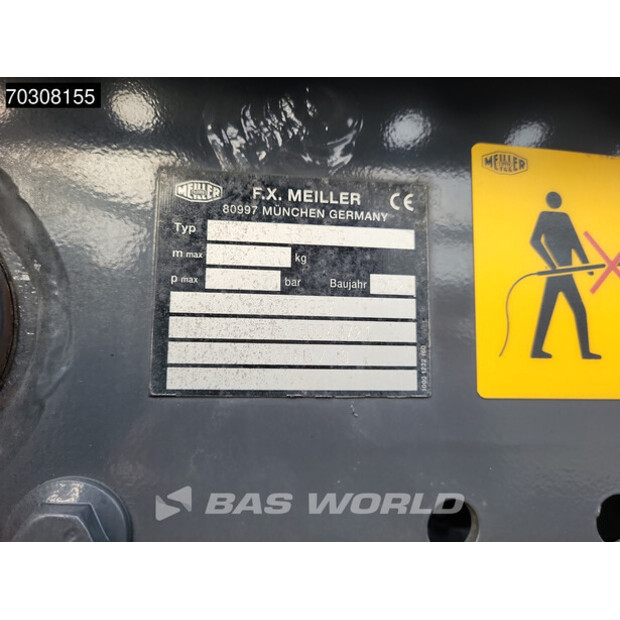 70308155
MEILLER
F.X. MEILLER CE
80997 MÜNCHEN GERMANY
Typ
m max kg
p max bar Baujahr
MEILLER
BAS WORLD